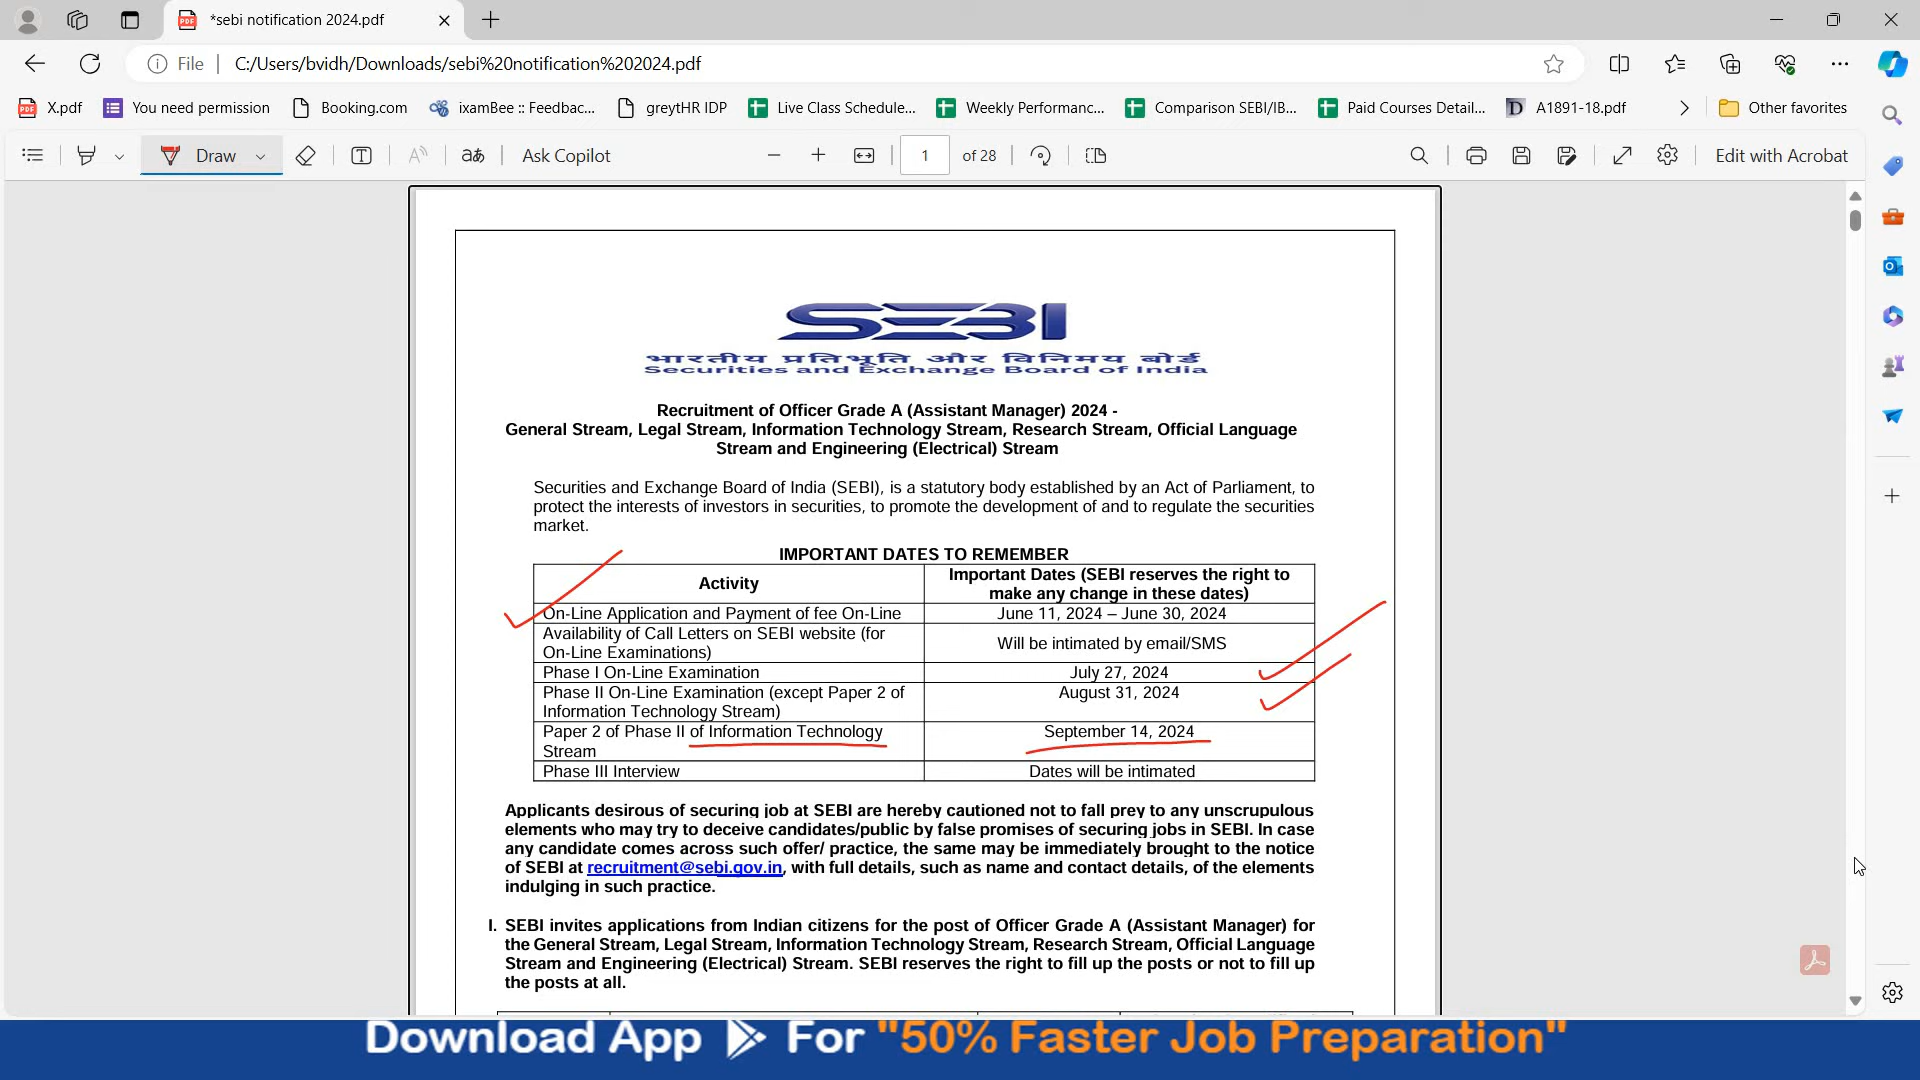 *sebi notification 2024.pdf
File
C:/Users/bvidh/Downloads/sebi%20notification%202024.pdf
X.pdf
You need permission
Booking.com
ixamBee :: Feedbac...
greytHR IDP
Live Class Schedule...
Weekly Performanc...
Comparison SEBI/IB...
Paid Courses Detail...
A1891-18.pdf
Other favorites
Draw
Ask Copilot
1 of 28
Edit with Acrobat
SEBI
भारतीय प्रतिभूति और विनिमय बोर्ड
Securities and Exchange Board of India
Recruitment of Officer Grade A (Assistant Manager) 2024 -
General Stream, Legal Stream, Information Technology Stream, Research Stream, Official Language
Stream and Engineering (Electrical) Stream
Securities and Exchange Board of India (SEBI), is a statutory body established by an Act of Parliament, to
protect the interests of investors in securities, to promote the development of and to regulate the securities
market.
IMPORTANT DATES TO REMEMBER
Activity
Important Dates (SEBI reserves the right to
make any change in these dates)
On-Line Application and Payment of fee On-Line
June 11, 2024 – June 30, 2024
Availability of Call Letters on SEBI website (for
On-Line Examinations)
Will be intimated by email/SMS
Phase I On-Line Examination
July 27, 2024
Phase II On-Line Examination (except Paper 2 of
Information Technology Stream)
August 31, 2024
Paper 2 of Phase II of Information Technology
Stream
September 14, 2024
Phase III Interview
Dates will be intimated
Applicants desirous of securing job at SEBI are hereby cautioned not to fall prey to any unscrupulous
elements who may try to deceive candidates/public by false promises of securing jobs in SEBI. In case
any candidate comes across such offer/ practice, the same may be immediately brought to the notice
of SEBI at recruitment@sebi.gov.in, with full details, such as name and contact details, of the elements
indulging in such practice.
I. SEBI invites applications from Indian citizens for the post of Officer Grade A (Assistant Manager) for
the General Stream, Legal Stream, Information Technology Stream, Research Stream, Official Language
Stream and Engineering (Electrical) Stream. SEBI reserves the right to fill up the posts or not to fill up
the posts at all.
Download App For "50% Faster Job Preparation"